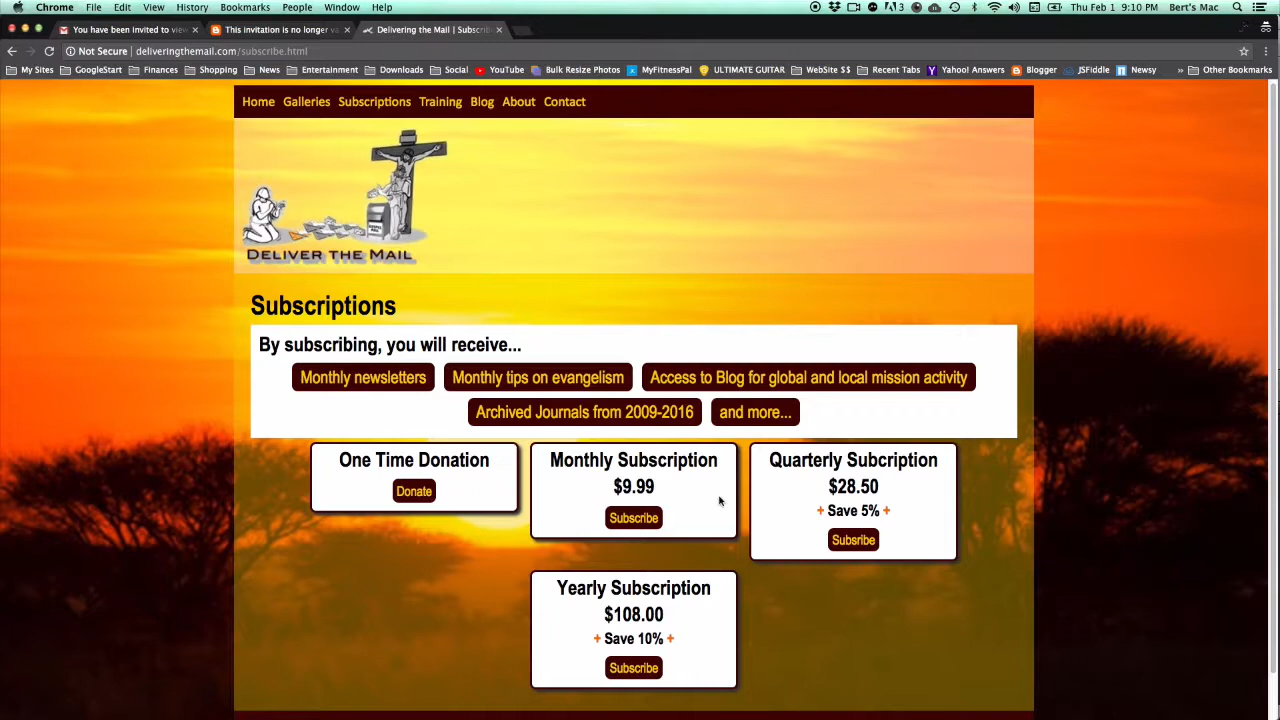 Chrome File Edit View History Bookmarks People Window Help
3 Thu Feb 1 9:10 PM Bert's Mac
You have been invited to view
This invitation is no longer va
Delivering the Mail | Subscrib
Not Secure deliveringthemail.com/subscribe.html
My Sites GoogleStart Finances Shopping News Entertainment Downloads Social YouTube Bulk Resize Photos MyFitnessPal ULTIMATE GUITAR WebSite $$ Recent Tabs Yahoo! Answers Blogger JSFiddle Newsy » Other Bookmarks
Home Galleries Subscriptions Training Blog About Contact
DELIVER THE MAIL
Subscriptions
By subscribing, you will receive...
Monthly newsletters Monthly tips on evangelism Access to Blog for global and local mission activity
Archived Journals from 2009-2016 and more...
One Time Donation
Donate
Monthly Subscription
$9.99
Subscribe
Quarterly Subcription
$28.50
+ Save 5% +
Subsribe
Yearly Subscription
$108.00
+ Save 10% +
Subscribe